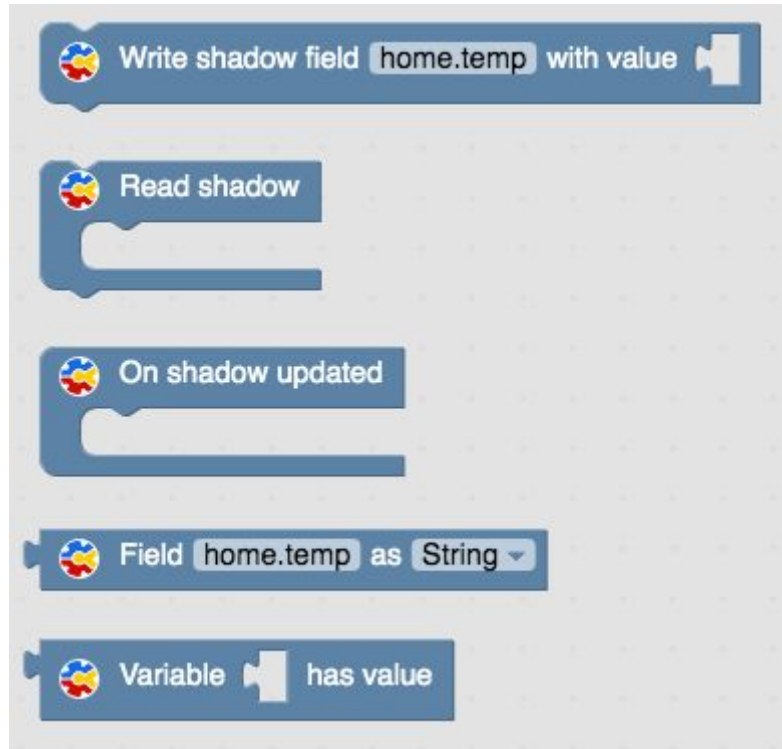 Write shadow field home.temp with value
Read shadow
On shadow updated
Field home.temp as String
Variable has value